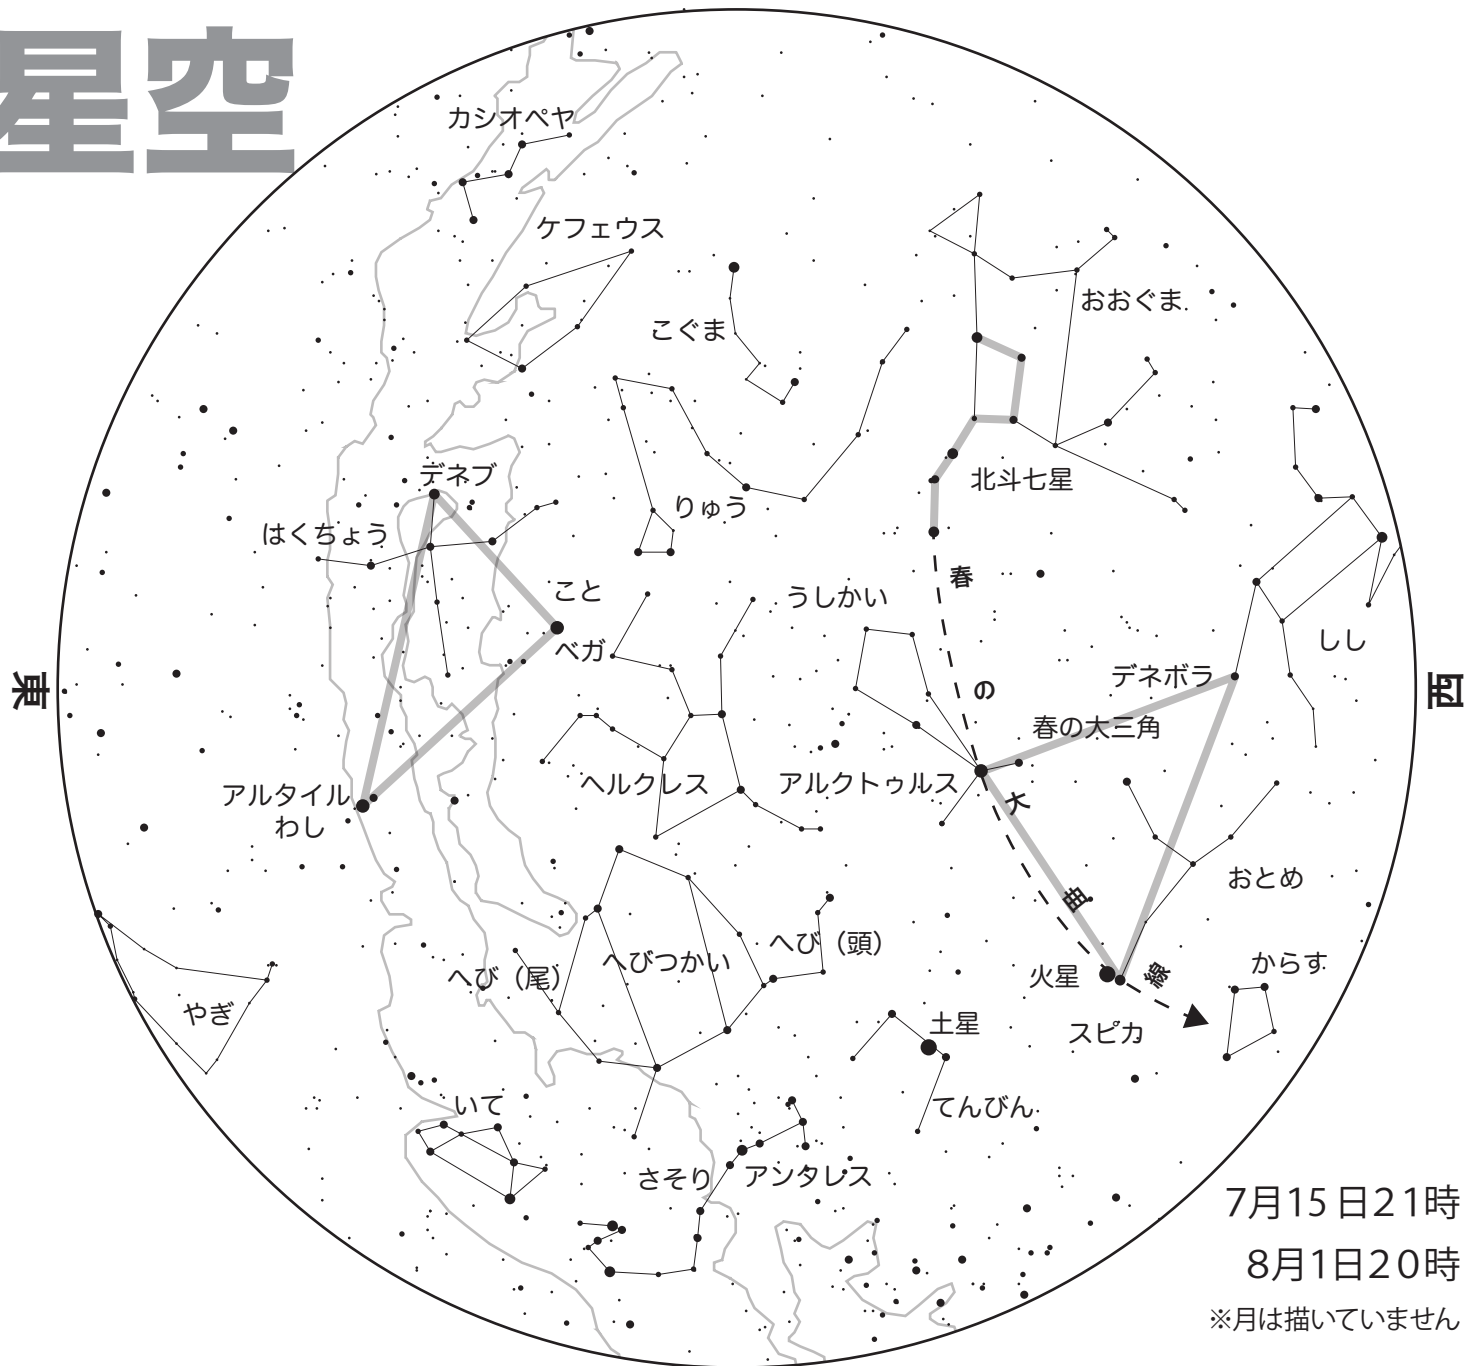 星空
カシオペヤ
ケフェウス
こぐま
おおぐま
北斗七星
りゅう
デネブ
はくちょう
こと
ベガ
うしかい
しし
デネボラ
春の大三角
春の大曲線
東
西
アルタイル
わし
ヘルクレス
アルクトゥルス
おとめ
へび（頭）
へびつかい
へび（尾）
火星
スピカ
からす
やぎ
土星
てんびん
いて
さそり
アンタレス
7月15日21時
8月1日20時
※月は描いていません